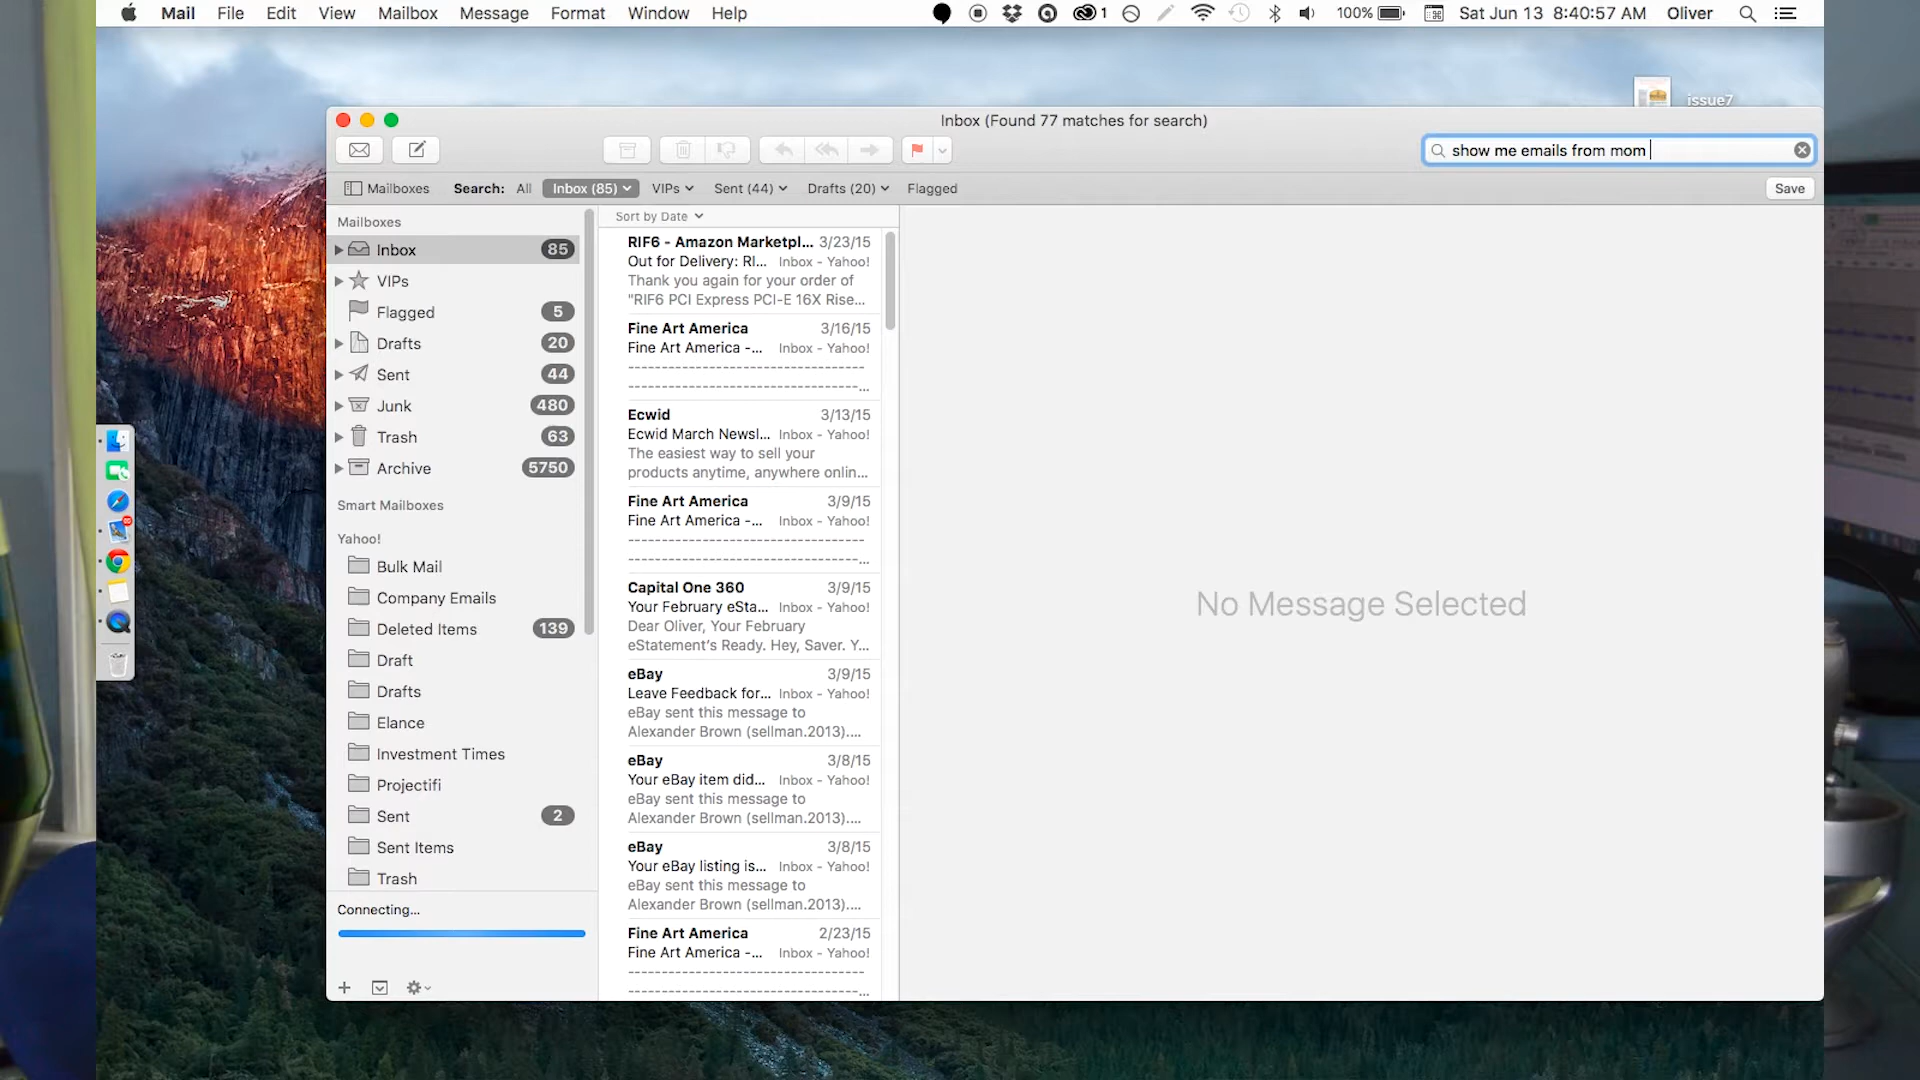 Mail File Edit View Mailbox Message Format Window Help
1 100% Sat Jun 13 8:40:57 AM Oliver
issue7
Inbox (Found 77 matches for search)
show me emails from mom
Mailboxes Search: All Inbox (85) VIPs Sent (44) Drafts (20) Flagged Save
Mailboxes
Inbox 85
VIPs
Flagged 5
Drafts 20
Sent 44
Junk 480
Trash 63
Archive 5750
Smart Mailboxes
Yahoo!
Bulk Mail
Company Emails
Deleted Items 139
Draft
Drafts
Elance
Investment Times
Projectifi
Sent 2
Sent Items
Trash
Connecting...
Sort by Date
RIF6 - Amazon Marketpl... 3/23/15
Out for Delivery: RI... Inbox - Yahoo!
Thank you again for your order of
"RIF6 PCI Express PCI-E 16X Rise...
Fine Art America 3/16/15
Fine Art America -... Inbox - Yahoo!
----------------------------------
---------------------------------...
Ecwid 3/13/15
Ecwid March Newsl... Inbox - Yahoo!
The easiest way to sell your
products anytime, anywhere onlin...
Fine Art America 3/9/15
Fine Art America -... Inbox - Yahoo!
----------------------------------
---------------------------------...
Capital One 360 3/9/15
Your February eSta... Inbox - Yahoo!
Dear Oliver, Your February
eStatement's Ready. Hey, Saver. Y...
eBay 3/9/15
Leave Feedback for... Inbox - Yahoo!
eBay sent this message to
Alexander Brown (sellman.2013)....
eBay 3/8/15
Your eBay item did... Inbox - Yahoo!
eBay sent this message to
Alexander Brown (sellman.2013)....
eBay 3/8/15
Your eBay listing is... Inbox - Yahoo!
eBay sent this message to
Alexander Brown (sellman.2013)....
Fine Art America 2/23/15
Fine Art America -... Inbox - Yahoo!
----------------------------------
---------------------------------...
No Message Selected